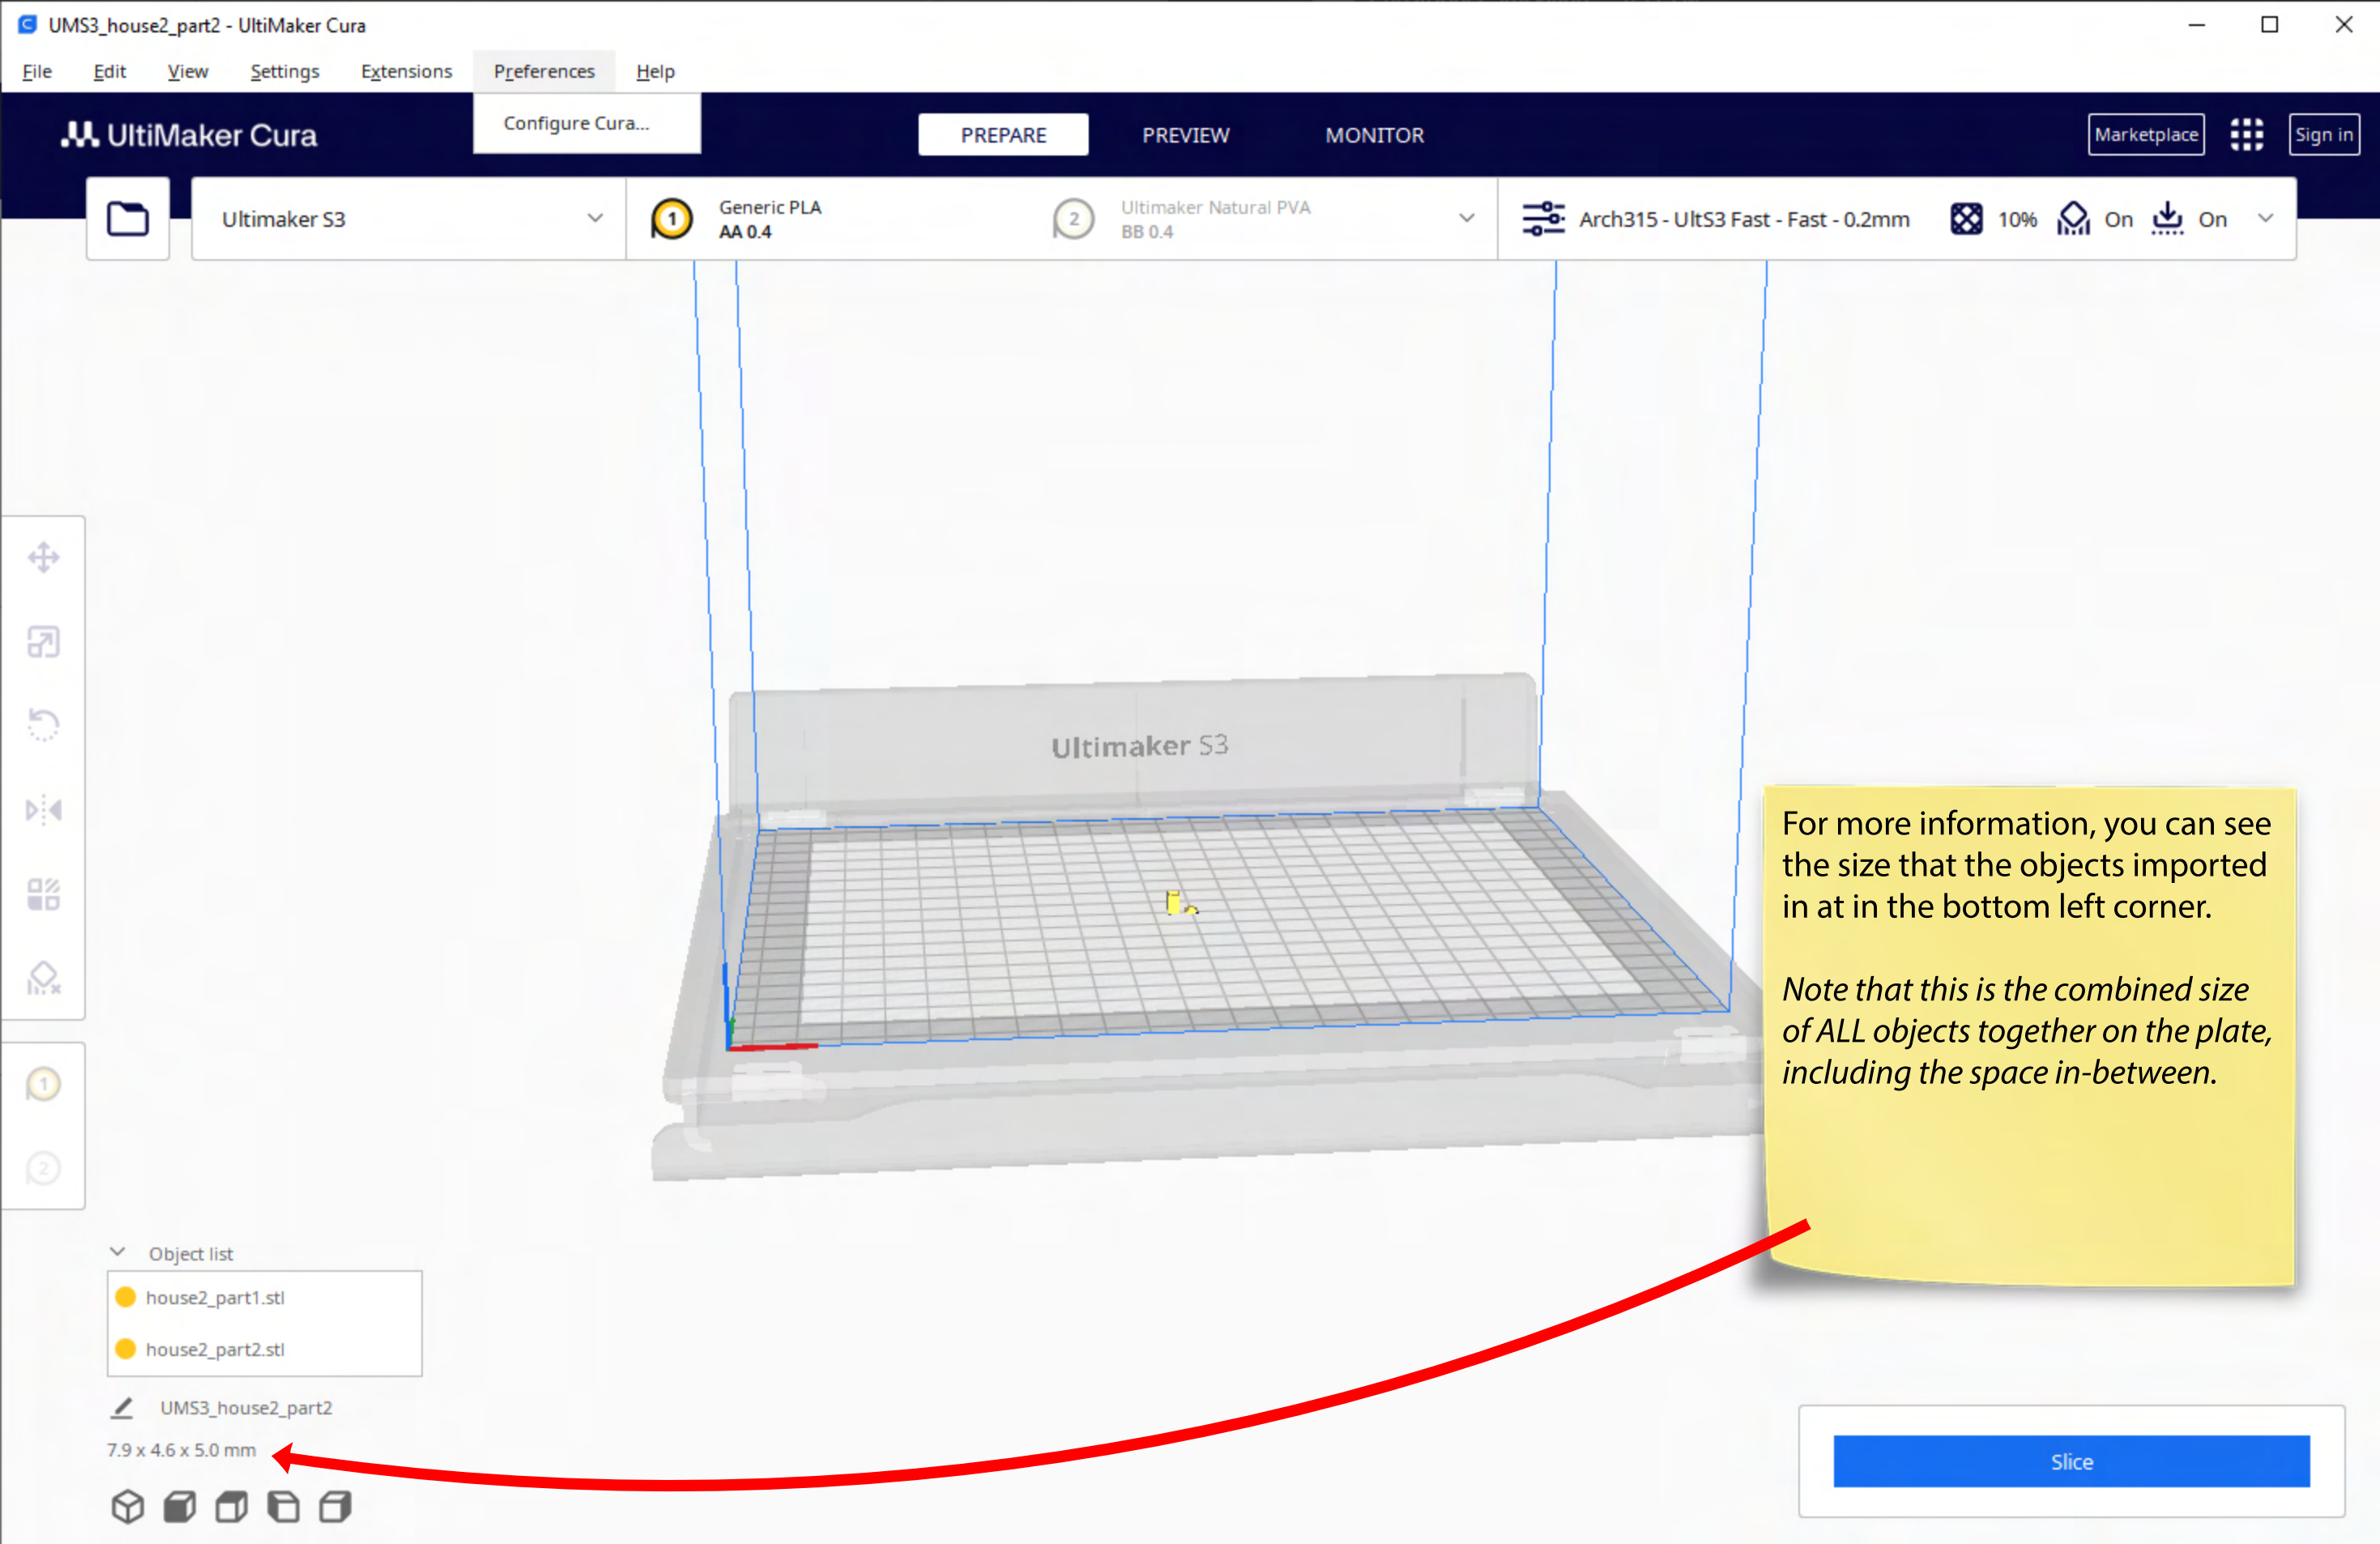 UMS3_house2_part2 - UltiMaker Cura
File Edit View Settings Extensions Preferences Help
Configure Cura...
UltiMaker Cura
PREPARE PREVIEW MONITOR
Marketplace
Sign in
Ultimaker S3
1
Generic PLA
AA 0.4
2
Ultimaker Natural PVA
BB 0.4
Arch315 - UltS3 Fast - Fast - 0.2mm
10%
On
On
Ultimaker S3
For more information, you can see
the size that the objects imported
in at in the bottom left corner.
Note that this is the combined size
of ALL objects together on the plate,
including the space in-between.
1
2
Object list
house2_part1.stl
house2_part2.stl
UMS3_house2_part2
7.9 x 4.6 x 5.0 mm
Slice